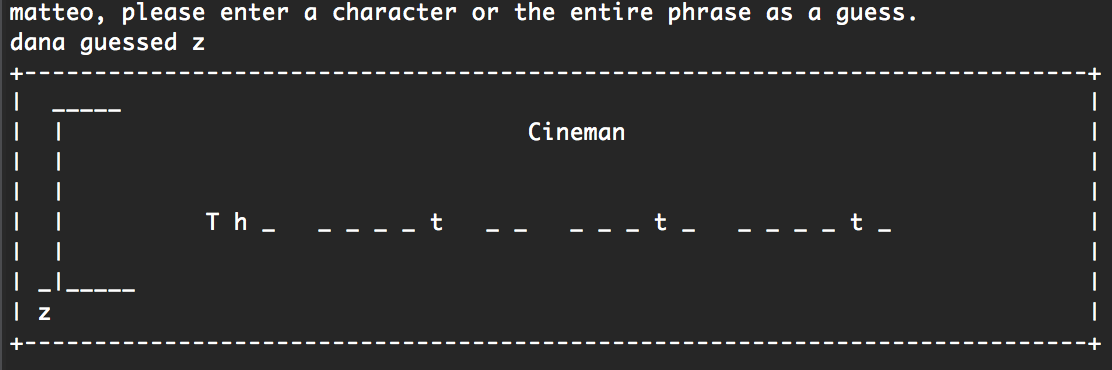 matteo, please enter a character or the entire phrase as a guess.
dana guessed z
Cineman
T h _   _ _ _ _ t   _ _   _ _ _ t _   _ _ _ _ t _
z